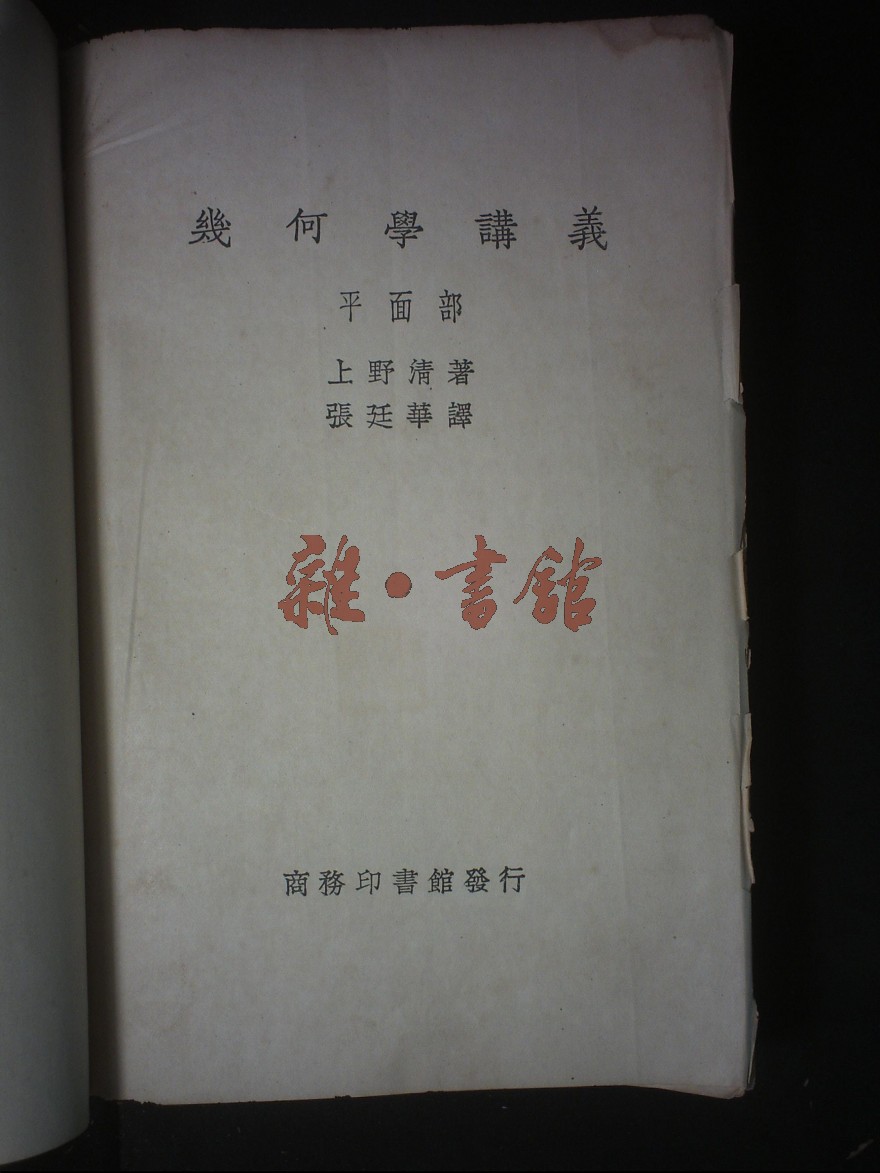 幾何學講義
平面部
上野清著
張廷華譯
雜·書館
商務印書館發行